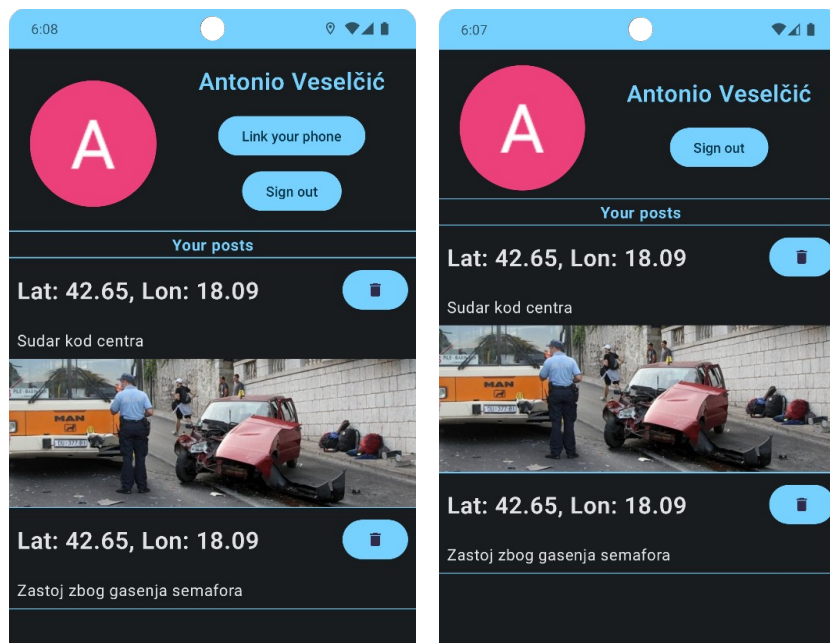 6:08
A
Antonio Veselčić
Link your phone
Sign out
Your posts
Lat: 42.65, Lon: 18.09
Sudar kod centra
MAN
Lat: 42.65, Lon: 18.09
Zastoj zbog gasenja semafora
6:07
A
Antonio Veselčić
Sign out
Your posts
Lat: 42.65, Lon: 18.09
Sudar kod centra
MAN
Lat: 42.65, Lon: 18.09
Zastoj zbog gasenja semafora